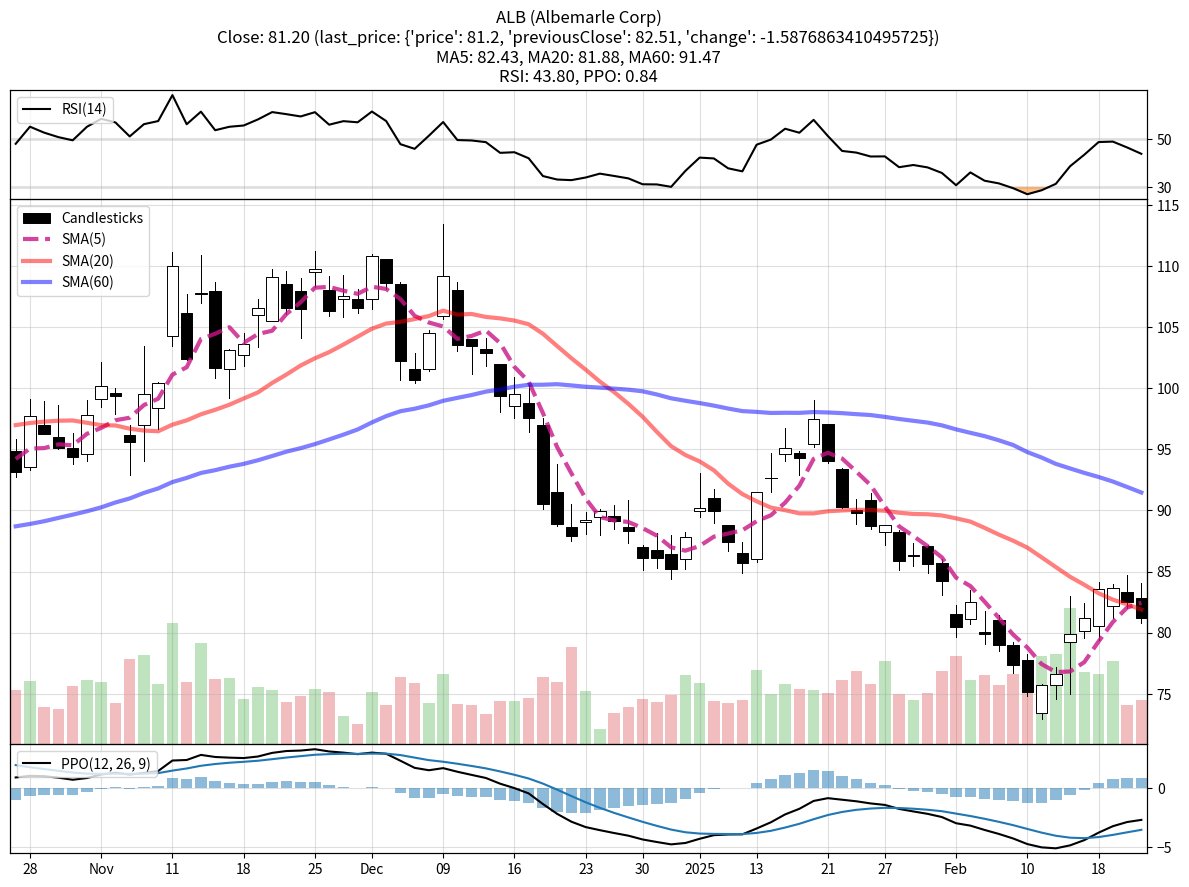 ALB (Albemarle Corp)
Close: 81.20 (last_price: {'price': 81.2, 'previousClose': 82.51, 'change': -1.5876863410495725})
MA5: 82.43, MA20: 81.88, MA60: 91.47
RSI: 43.80, PPO: 0.84
RSI(14)
50
30
Candlesticks
SMA(5)
SMA(20)
SMA(60)
115
110
105
100
95
90
85
80
75
PPO(12, 26, 9)
0
−5
28 Nov 11 18 25 Dec 09 16 23 30 2025 13 21 27 Feb 10 18